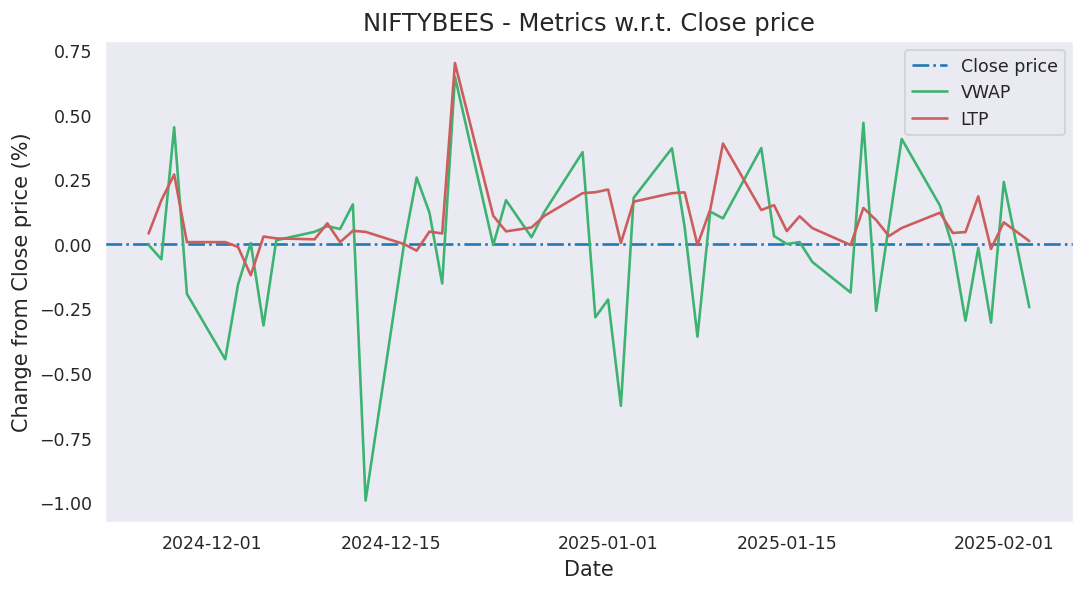 NIFTYBEES - Metrics w.r.t. Close price
Change from Close price (%)
0.75
0.50
0.25
0.00
−0.25
−0.50
−0.75
−1.00
Close price
VWAP
LTP
2024-12-01
2024-12-15
2025-01-01
2025-01-15
2025-02-01
Date